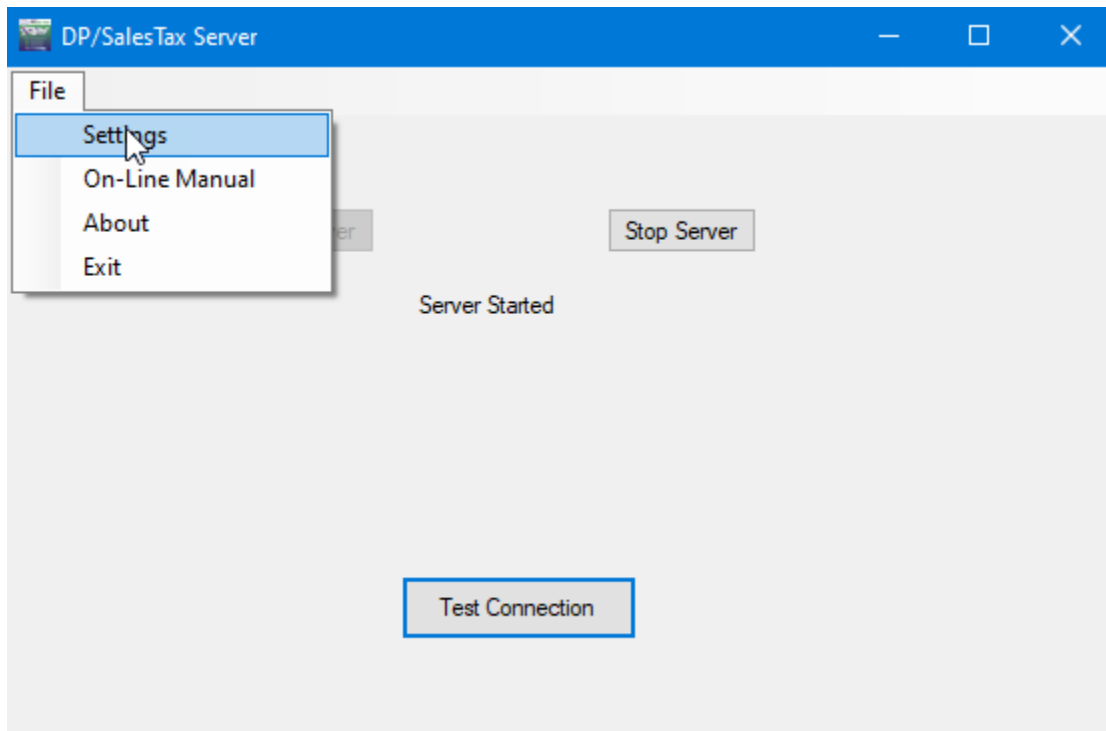 DP/SalesTax Server
File
Settings
On-Line Manual
About
Exit
Stop Server
Server Started
Test Connection